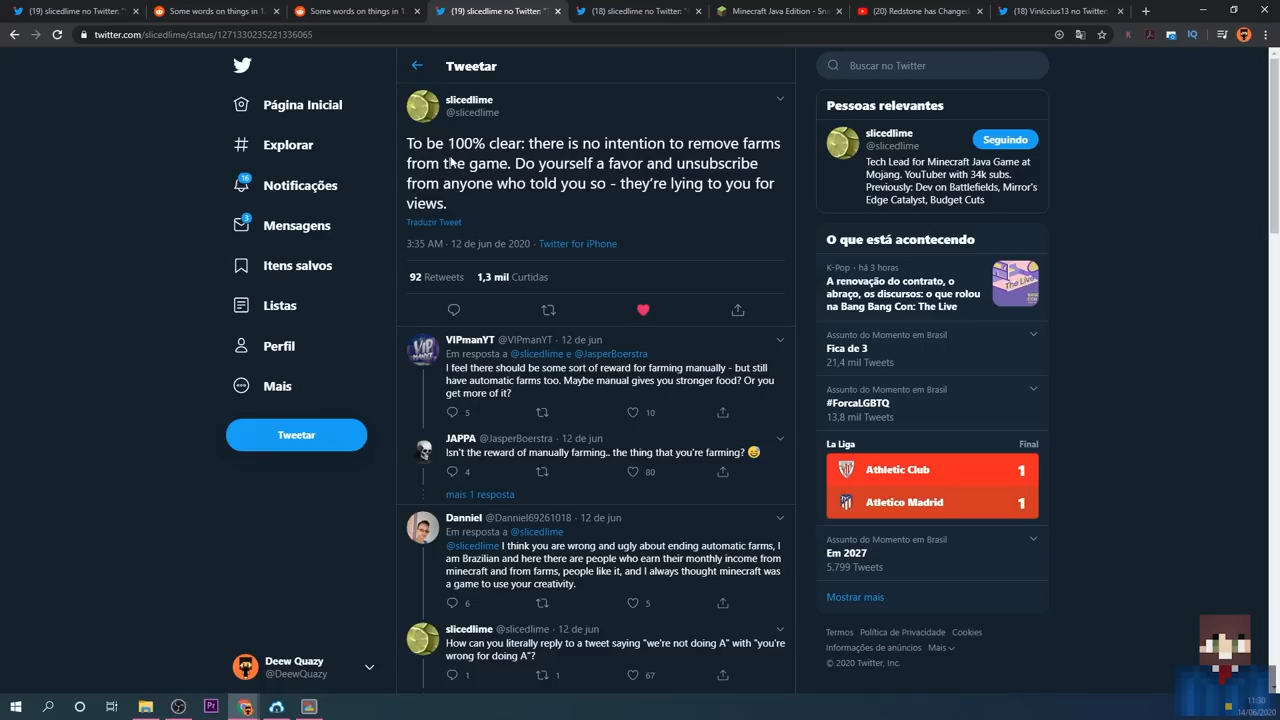 (19) slicedlime no Twitter: "
Some words on things in 1
Some words on things in 1
(19) slicedlime no Twitter: "
(18) slicedlime no Twitter: "
Minecraft Java Edition - Sna
(20) Redstone has Changed
(18) Viniccius13 no Twitter:
twitter.com/slicedlime/status/1271330235221336065
Tweetar
Buscar no Twitter
Página Inicial
Explorar
16
Notificações
3
Mensagens
Itens salvos
Listas
Perfil
Mais
Tweetar
Deew Quazy
@DeewQuazy
slicedlime
@slicedlime
To be 100% clear: there is no intention to remove farms
from the game. Do yourself a favor and unsubscribe
from anyone who told you so - they're lying to you for
views.
Traduzir Tweet
3:35 AM · 12 de jun de 2020 · Twitter for iPhone
92 Retweets 1,3 mil Curtidas
VIPmanYT @VIPmanYT · 12 de jun
Em resposta a @slicedlime e @JasperBoerstra
I feel there should be some sort of reward for farming manually - but still
have automatic farms too. Maybe manual gives you stronger food? Or you
get more of it?
5 10
JAPPA @JasperBoerstra · 12 de jun
Isn't the reward of manually farming.. the thing that you're farming? 😅
4 80
mais 1 resposta
Danniel @Danniel69261018 · 12 de jun
Em resposta a @slicedlime
@slicedlime I think you are wrong and ugly about ending automatic farms, I
am Brazilian and here there are people who earn their monthly income from
minecraft and from farms, people like it, and I always thought minecraft was
a game to use your creativity.
6 5
slicedlime @slicedlime · 12 de jun
How can you literally reply to a tweet saying "we're not doing A" with "you're
wrong for doing A"?
1 1 67
Pessoas relevantes
slicedlime
@slicedlime
Seguindo
Tech Lead for Minecraft Java Game at
Mojang. YouTuber with 34k subs.
Previously: Dev on Battlefields, Mirror's
Edge Catalyst, Budget Cuts
O que está acontecendo
K-Pop · há 3 horas
A renovação do contrato, o
abraço, os discursos: o que rolou
na Bang Bang Con: The Live
Assunto do Momento em Brasil
Fica de 3
21,4 mil Tweets
Assunto do Momento em Brasil
#ForcaLGBTQ
13,8 mil Tweets
La Liga Final
Athletic Club 1
Atletico Madrid 1
Assunto do Momento em Brasil
Em 2027
5.799 Tweets
Mostrar mais
Termos Política de Privacidade Cookies
Informações de anúncios Mais
© 2020 Twitter, Inc.
11:30
14/06/2020